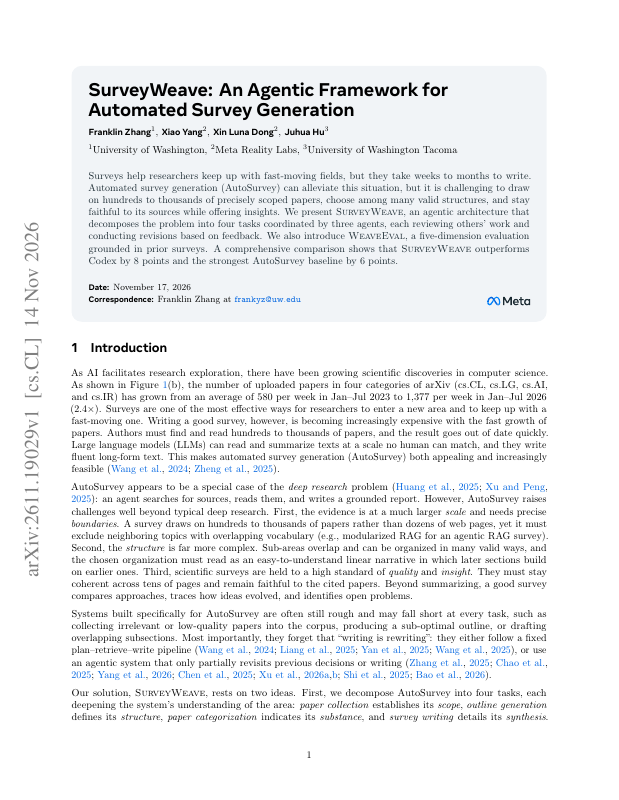 SurveyWeave: An Agentic Framework for
Automated Survey Generation
Franklin Zhang1, Xiao Yang2, Xin Luna Dong2, Juhua Hu3
1University of Washington, 2Meta Reality Labs, 3University of Washington Tacoma
Surveys help researchers keep up with fast-moving fields, but they take weeks to months to write.
Automated survey generation (AutoSurvey) can alleviate this situation, but it is challenging to draw
on hundreds to thousands of precisely scoped papers, choose among many valid structures, and stay
faithful to its sources while offering insights. We present SurveyWeave, an agentic architecture that
decomposes the problem into four tasks coordinated by three agents, each reviewing others' work and
conducting revisions based on feedback. We also introduce WeaveEval, a five-dimension evaluation
grounded in prior surveys. A comprehensive comparison shows that SurveyWeave outperforms
Codex by 8 points and the strongest AutoSurvey baseline by 6 points.
Date: November 17, 2026
Correspondence: Franklin Zhang at frankyz@uw.edu
Meta
arXiv:2611.19029v1 [cs.CL] 14 Nov 2026
1 Introduction
As AI facilitates research exploration, there have been growing scientific discoveries in computer science.
As shown in Figure 1(b), the number of uploaded papers in four categories of arXiv (cs.CL, cs.LG, cs.AI,
and cs.IR) has grown from an average of 580 per week in Jan–Jul 2023 to 1,377 per week in Jan–Jul 2026
(2.4×). Surveys are one of the most effective ways for researchers to enter a new area and to keep up with a
fast-moving one. Writing a good survey, however, is becoming increasingly expensive with the fast growth of
papers. Authors must find and read hundreds to thousands of papers, and the result goes out of date quickly.
Large language models (LLMs) can read and summarize texts at a scale no human can match, and they write
fluent long-form text. This makes automated survey generation (AutoSurvey) both appealing and increasingly
feasible (Wang et al., 2024; Zheng et al., 2025).
AutoSurvey appears to be a special case of the deep research problem (Huang et al., 2025; Xu and Peng,
2025): an agent searches for sources, reads them, and writes a grounded report. However, AutoSurvey raises
challenges well beyond typical deep research. First, the evidence is at a much larger scale and needs precise
boundaries. A survey draws on hundreds to thousands of papers rather than dozens of web pages, yet it must
exclude neighboring topics with overlapping vocabulary (e.g., modularized RAG for an agentic RAG survey).
Second, the structure is far more complex. Sub-areas overlap and can be organized in many valid ways, and
the chosen organization must read as an easy-to-understand linear narrative in which later sections build
on earlier ones. Third, scientific surveys are held to a high standard of quality and insight. They must stay
coherent across tens of pages and remain faithful to the cited papers. Beyond summarizing, a good survey
compares approaches, traces how ideas evolved, and identifies open problems.
Systems built specifically for AutoSurvey are often still rough and may fall short at every task, such as
collecting irrelevant or low-quality papers into the corpus, producing a sub-optimal outline, or drafting
overlapping subsections. Most importantly, they forget that “writing is rewriting”: they either follow a fixed
plan–retrieve–write pipeline (Wang et al., 2024; Liang et al., 2025; Yan et al., 2025; Wang et al., 2025), or use
an agentic system that only partially revisits previous decisions or writing (Zhang et al., 2025; Chao et al.,
2025; Yang et al., 2026; Chen et al., 2025; Xu et al., 2026a,b; Shi et al., 2025; Bao et al., 2026).
Our solution, SurveyWeave, rests on two ideas. First, we decompose AutoSurvey into four tasks, each
deepening the system's understanding of the area: paper collection establishes its scope, outline generation
defines its structure, paper categorization indicates its substance, and survey writing details its synthesis.
1